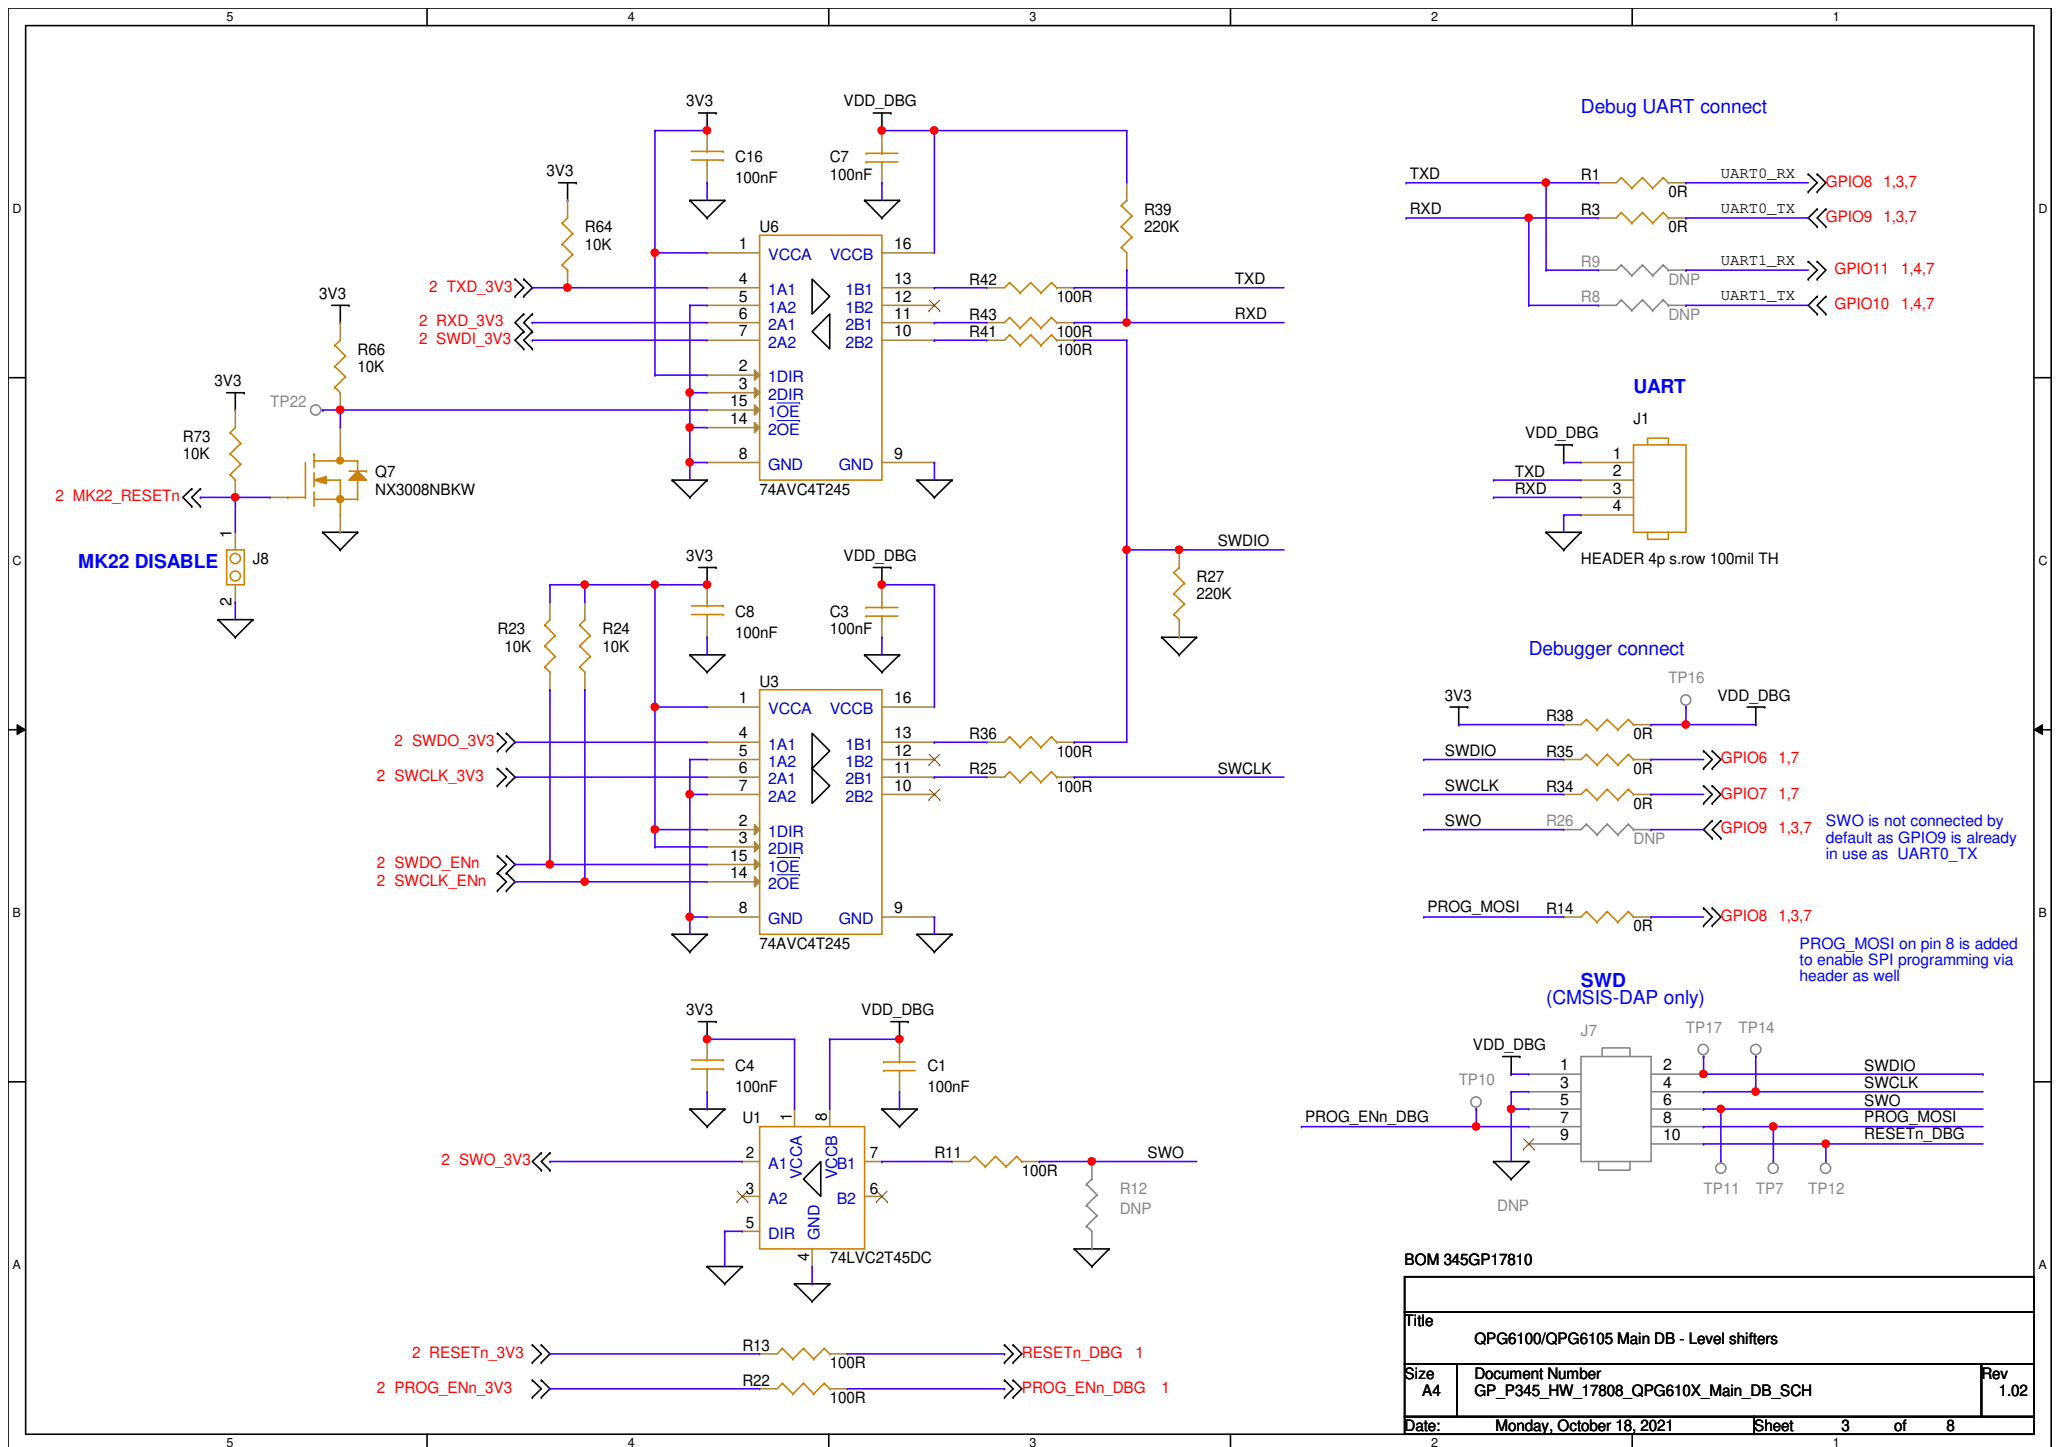 5 4 3 2 1
D
C
B
A
3V3
VDD_DBG
C16
100nF
C7
100nF
3V3
R64
10K
R39
220K
U6
1 VCCA VCCB 16
2 TXD_3V3
4 1A1 1B1 13 R42 100R TXD
5 1A2 1B2 12
2 RXD_3V3
6 2A1 2B1 11 R43 100R RXD
2 SWDI_3V3
7 2A2 2B2 10 R41 100R
2 1DIR
3 2DIR
15 1OE
14 2OE
8 GND GND 9
74AVC4T245
3V3
R66
10K
TP22
3V3
R73
10K
Q7
NX3008NBKW
2 MK22_RESETn
1
J8
2
MK22 DISABLE
SWDIO
R27
220K
3V3
VDD_DBG
C8
100nF
C3
100nF
R23
10K
R24
10K
U3
1 VCCA VCCB 16
2 SWDO_3V3
4 1A1 1B1 13 R36 100R
5 1A2 1B2 12
2 SWCLK_3V3
6 2A1 2B1 11 R25 100R SWCLK
7 2A2 2B2 10
2 1DIR
3 2DIR
2 SWDO_ENn
15 1OE
2 SWCLK_ENn
14 2OE
8 GND GND 9
74AVC4T245
3V3
VDD_DBG
C4
100nF
C1
100nF
U1
1 VCCA
8 VCCB
2 SWO_3V3
2 A1 B1 7 R11 100R SWO
3 A2 B2 6
5 DIR
4 GND
74LVC2T45DC
R12
DNP
2 RESETn_3V3 R13 100R RESETn_DBG 1
2 PROG_ENn_3V3 R22 100R PROG_ENn_DBG 1
Debug UART connect
TXD R1 0R UART0_RX GPIO8 1,3,7
RXD R3 0R UART0_TX GPIO9 1,3,7
R9 DNP UART1_RX GPIO11 1,4,7
R8 DNP UART1_TX GPIO10 1,4,7
UART
J1
VDD_DBG
1
TXD 2
RXD 3
4
HEADER 4p s.row 100mil TH
Debugger connect
TP16
3V3 R38 0R VDD_DBG
SWDIO R35 0R GPIO6 1,7
SWCLK R34 0R GPIO7 1,7
SWO R26 DNP GPIO9 1,3,7
SWO is not connected by
default as GPIO9 is already
in use as UART0_TX
PROG_MOSI R14 0R GPIO8 1,3,7
PROG_MOSI on pin 8 is added
to enable SPI programming via
header as well
SWD
(CMSIS-DAP only)
J7
TP17 TP14
VDD_DBG
TP10
1 2 SWDIO
3 4 SWCLK
5 6 SWO
PROG_ENn_DBG 7 8 PROG_MOSI
9 10 RESETn_DBG
TP11 TP7 TP12
DNP
BOM 345GP17810
Title
QPG6100/QPG6105 Main DB - Level shifters
Size Document Number Rev
A4 GP_P345_HW_17808_QPG610X_Main_DB_SCH 1.02
Date: Monday, October 18, 2021 Sheet 3 of 8
D
C
B
A
5 4 3 2 1